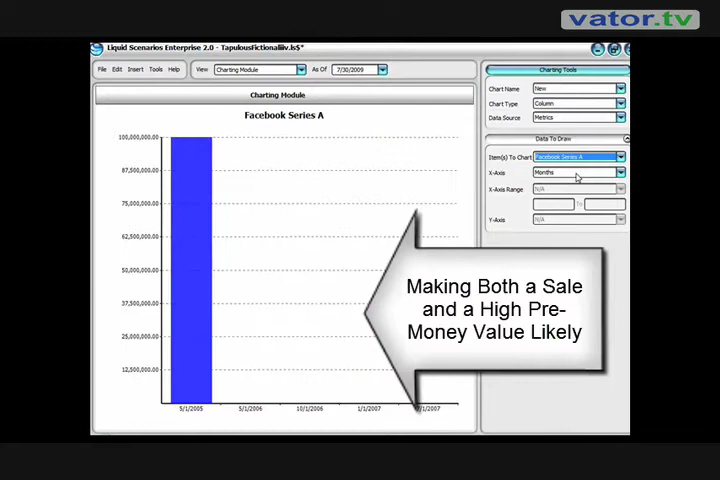 vator.tv
Liquid Scenarios Enterprise 2.0 - TapulousFictionaliiiv.ls$*
File Edit Insert Tools Help View Charting Module As Of 7/30/2009
Charting Module
Facebook Series A
100,000,000.00
87,500,000.00
75,000,000.00
62,500,000.00
50,000,000.00
37,500,000.00
25,000,000.00
12,500,000.00
5/1/2005 5/1/2006 10/1/2006 1/1/2007 7/1/2007
Charting Tools
Chart Name New
Chart Type Column
Data Source Metrics
Data To Draw
Item(s) To Chart Facebook Series A
X-Axis Months
X-Axis Range N/A
To
Y-Axis N/A
Making Both a Sale
and a High Pre-
Money Value Likely